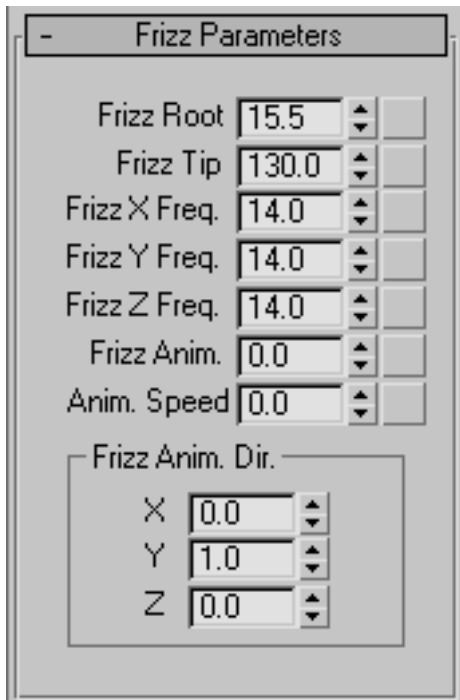 - Frizz Parameters
Frizz Root 15.5
Frizz Tip 130.0
Frizz X Freq. 14.0
Frizz Y Freq. 14.0
Frizz Z Freq. 14.0
Frizz Anim. 0.0
Anim. Speed 0.0
Frizz Anim. Dir.
X 0.0
Y 1.0
Z 0.0